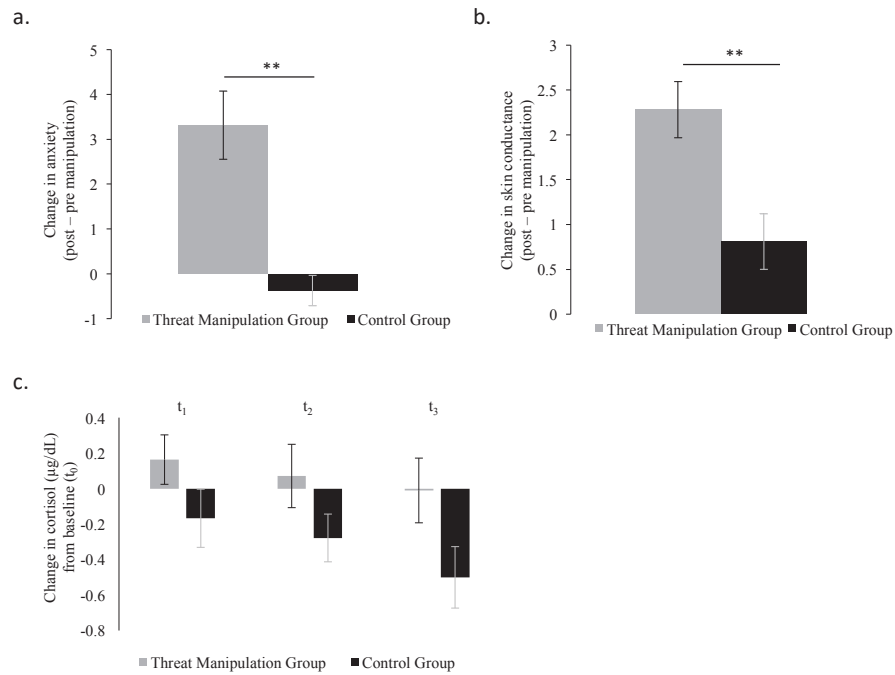 a.
5
4
3
2
1
0
-1
Change in anxiety
(post – pre manipulation)
**
Threat Manipulation Group Control Group
b.
3
2.5
2
1.5
1
0.5
0
Change in skin conductance
(post – pre manipulation)
**
Threat Manipulation Group Control Group
c.
t₁ t₂ t₃
0.4
0.2
0
-0.2
-0.4
-0.6
-0.8
Change in cortisol (µg/dL)
from baseline (t₀)
Threat Manipulation Group Control Group